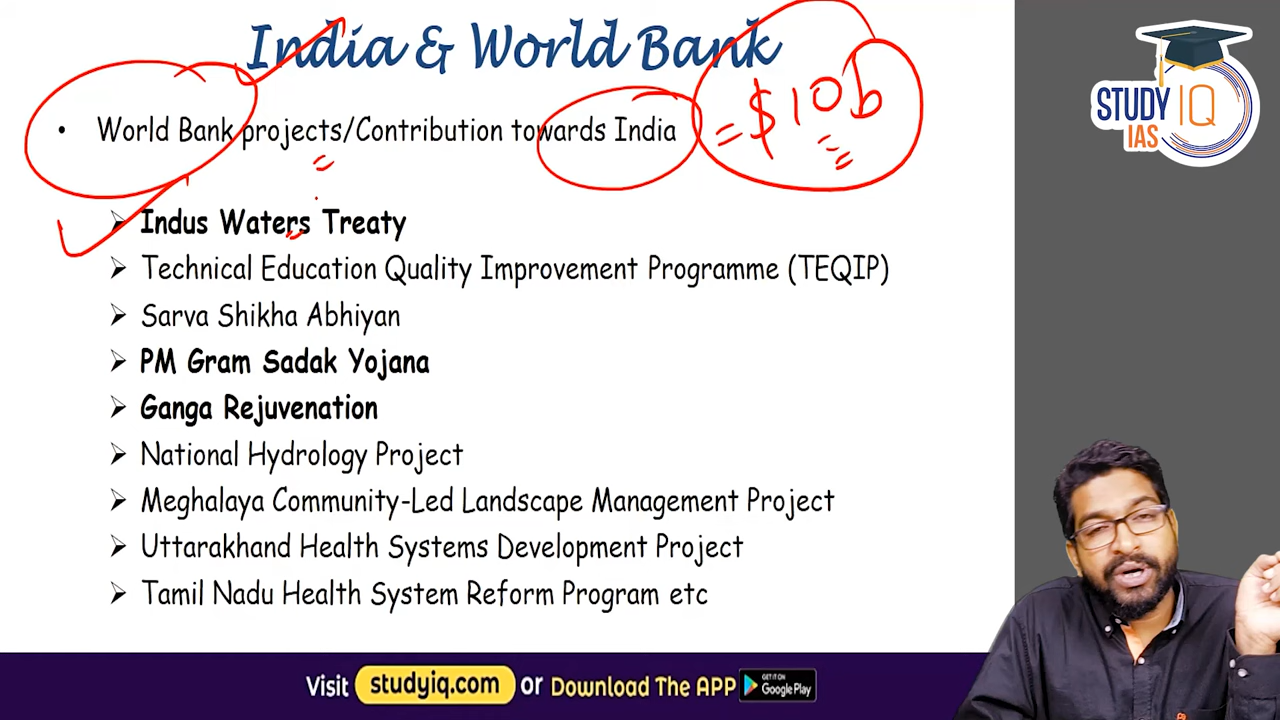 India & World Bank
• World Bank projects/Contribution towards India
= $10b
➢ Indus Waters Treaty
➢ Technical Education Quality Improvement Programme (TEQIP)
➢ Sarva Shikha Abhiyan
➢ PM Gram Sadak Yojana
➢ Ganga Rejuvenation
➢ National Hydrology Project
➢ Meghalaya Community-Led Landscape Management Project
➢ Uttarakhand Health Systems Development Project
➢ Tamil Nadu Health System Reform Program etc
STUDY IQ
IAS
Visit studyiq.com or Download The APP GET IT ON Google Play